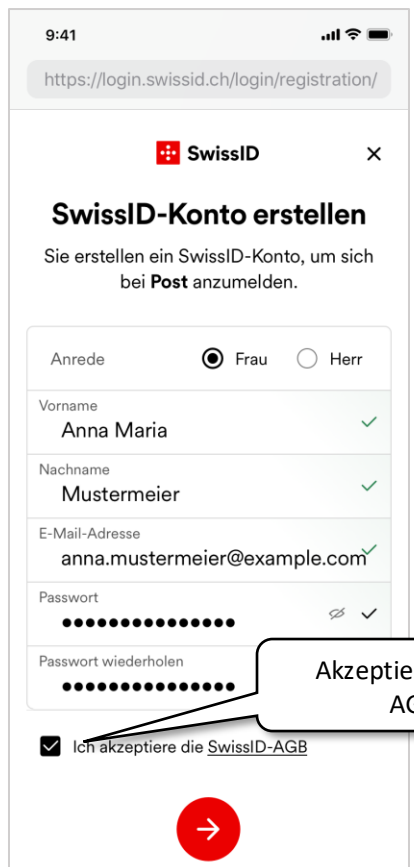 9:41
https://login.swissid.ch/login/registration/
SwissID
SwissID-Konto erstellen
Sie erstellen ein SwissID-Konto, um sich
bei Post anzumelden.
Anrede Frau Herr
Vorname
Anna Maria
Nachname
Mustermeier
E-Mail-Adresse
anna.mustermeier@example.com
Passwort
Passwort wiederholen
Ich akzeptiere die SwissID-AGB